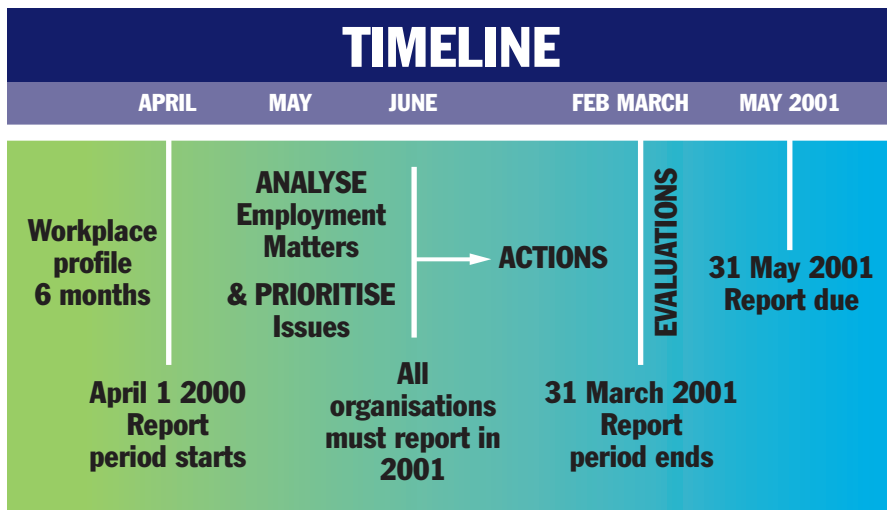 TIMELINE
APRIL MAY JUNE FEB MARCH MAY 2001
Workplace
profile
6 months
April 1 2000
Report
period starts
ANALYSE
Employment
Matters
& PRIORITISE
Issues
All
organisations
must report in
2001
ACTIONS
31 March 2001
Report
period ends
EVALUATIONS
31 May 2001
Report due